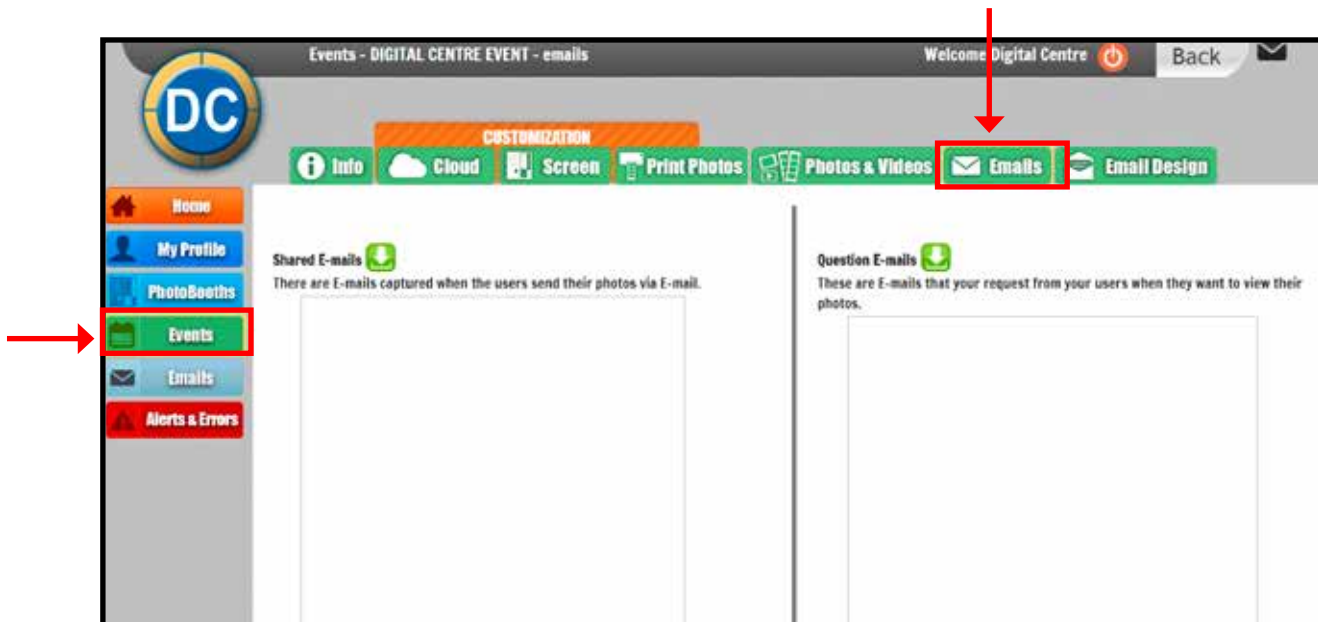 Events - DIGITAL CENTRE EVENT - emails
Welcome Digital Centre
Back
DC
CUSTOMIZATION
Info
Cloud
Screen
Print Photos
Photos & Videos
Emails
Email Design
Home
My Profile
PhotoBooths
Events
Emails
Alerts & Errors
Shared E-mails
There are E-mails captured when the users send their photos via E-mail.
Question E-mails
These are E-mails that your request from your users when they want to view their
photos.